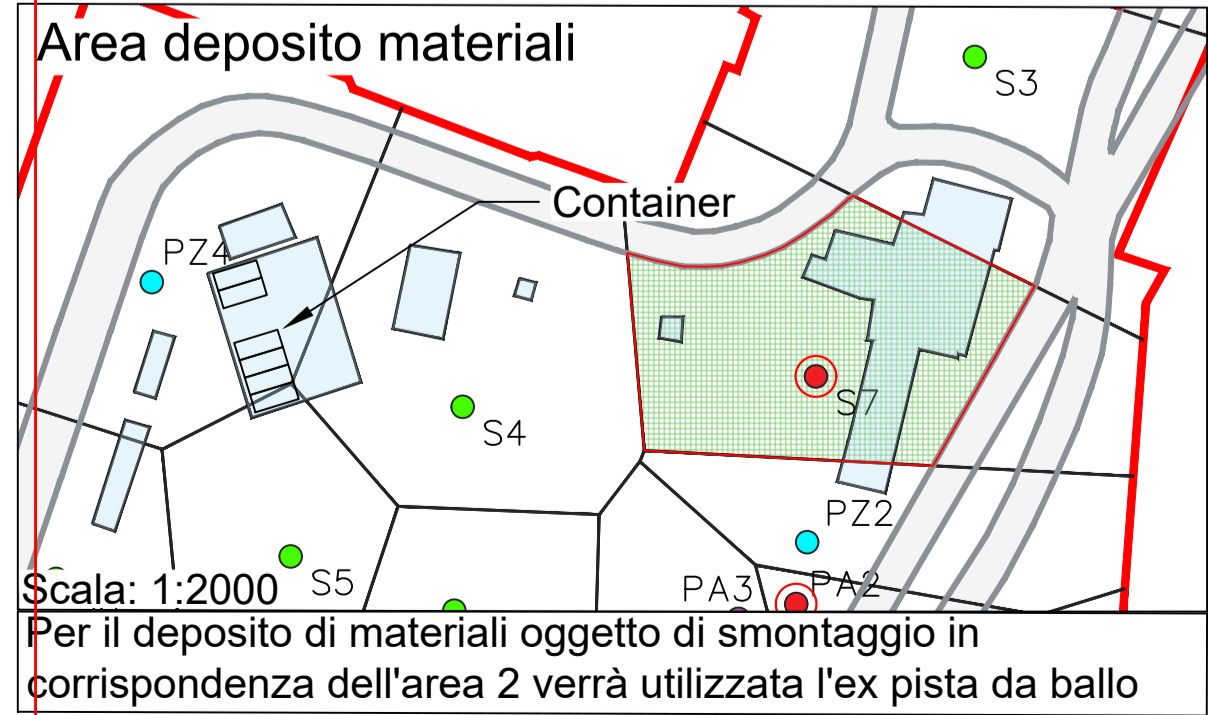 Area deposito materiali
S3
Container
PZ4
S7
S4
PZ2
S5
PA3
PA2
Scala: 1:2000
Per il deposito di materiali oggetto di smontaggio in
corrispondenza dell'area 2 verrà utilizzata l'ex pista da ballo